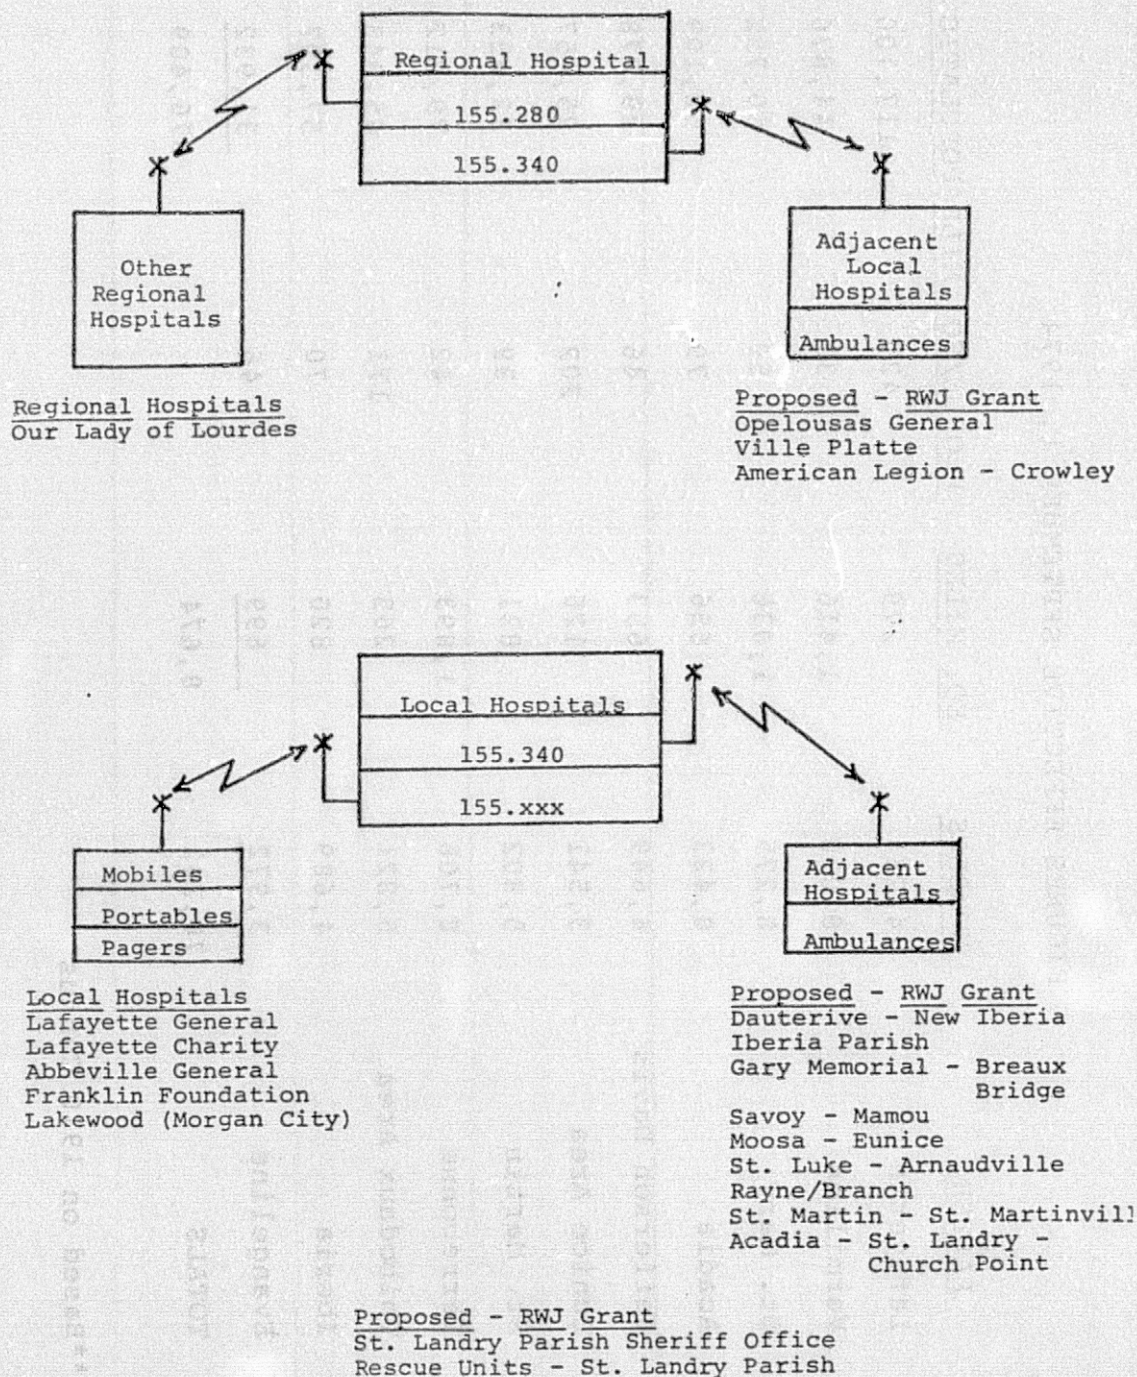 Regional Hospital
155.280
155.340
Other
Regional
Hospitals
Adjacent
Local
Hospitals
Ambulances
Regional Hospitals
Our Lady of Lourdes
Proposed - RWJ Grant
Opelousas General
Ville Platte
American Legion - Crowley
Local Hospitals
155.340
155.xxx
Mobiles
Portables
Pagers
Adjacent
Hospitals
Ambulances
Local Hospitals
Lafayette General
Lafayette Charity
Abbeville General
Franklin Foundation
Lakewood (Morgan City)
Proposed - RWJ Grant
Dauterive - New Iberia
Iberia Parish
Gary Memorial - Breaux
Bridge
Savoy - Mamou
Moosa - Eunice
St. Luke - Arnaudville
Rayne/Branch
St. Martin - St. Martinvill
Acadia - St. Landry -
Church Point
Proposed - RWJ Grant
St. Landry Parish Sheriff Office
Rescue Units - St. Landry Parish